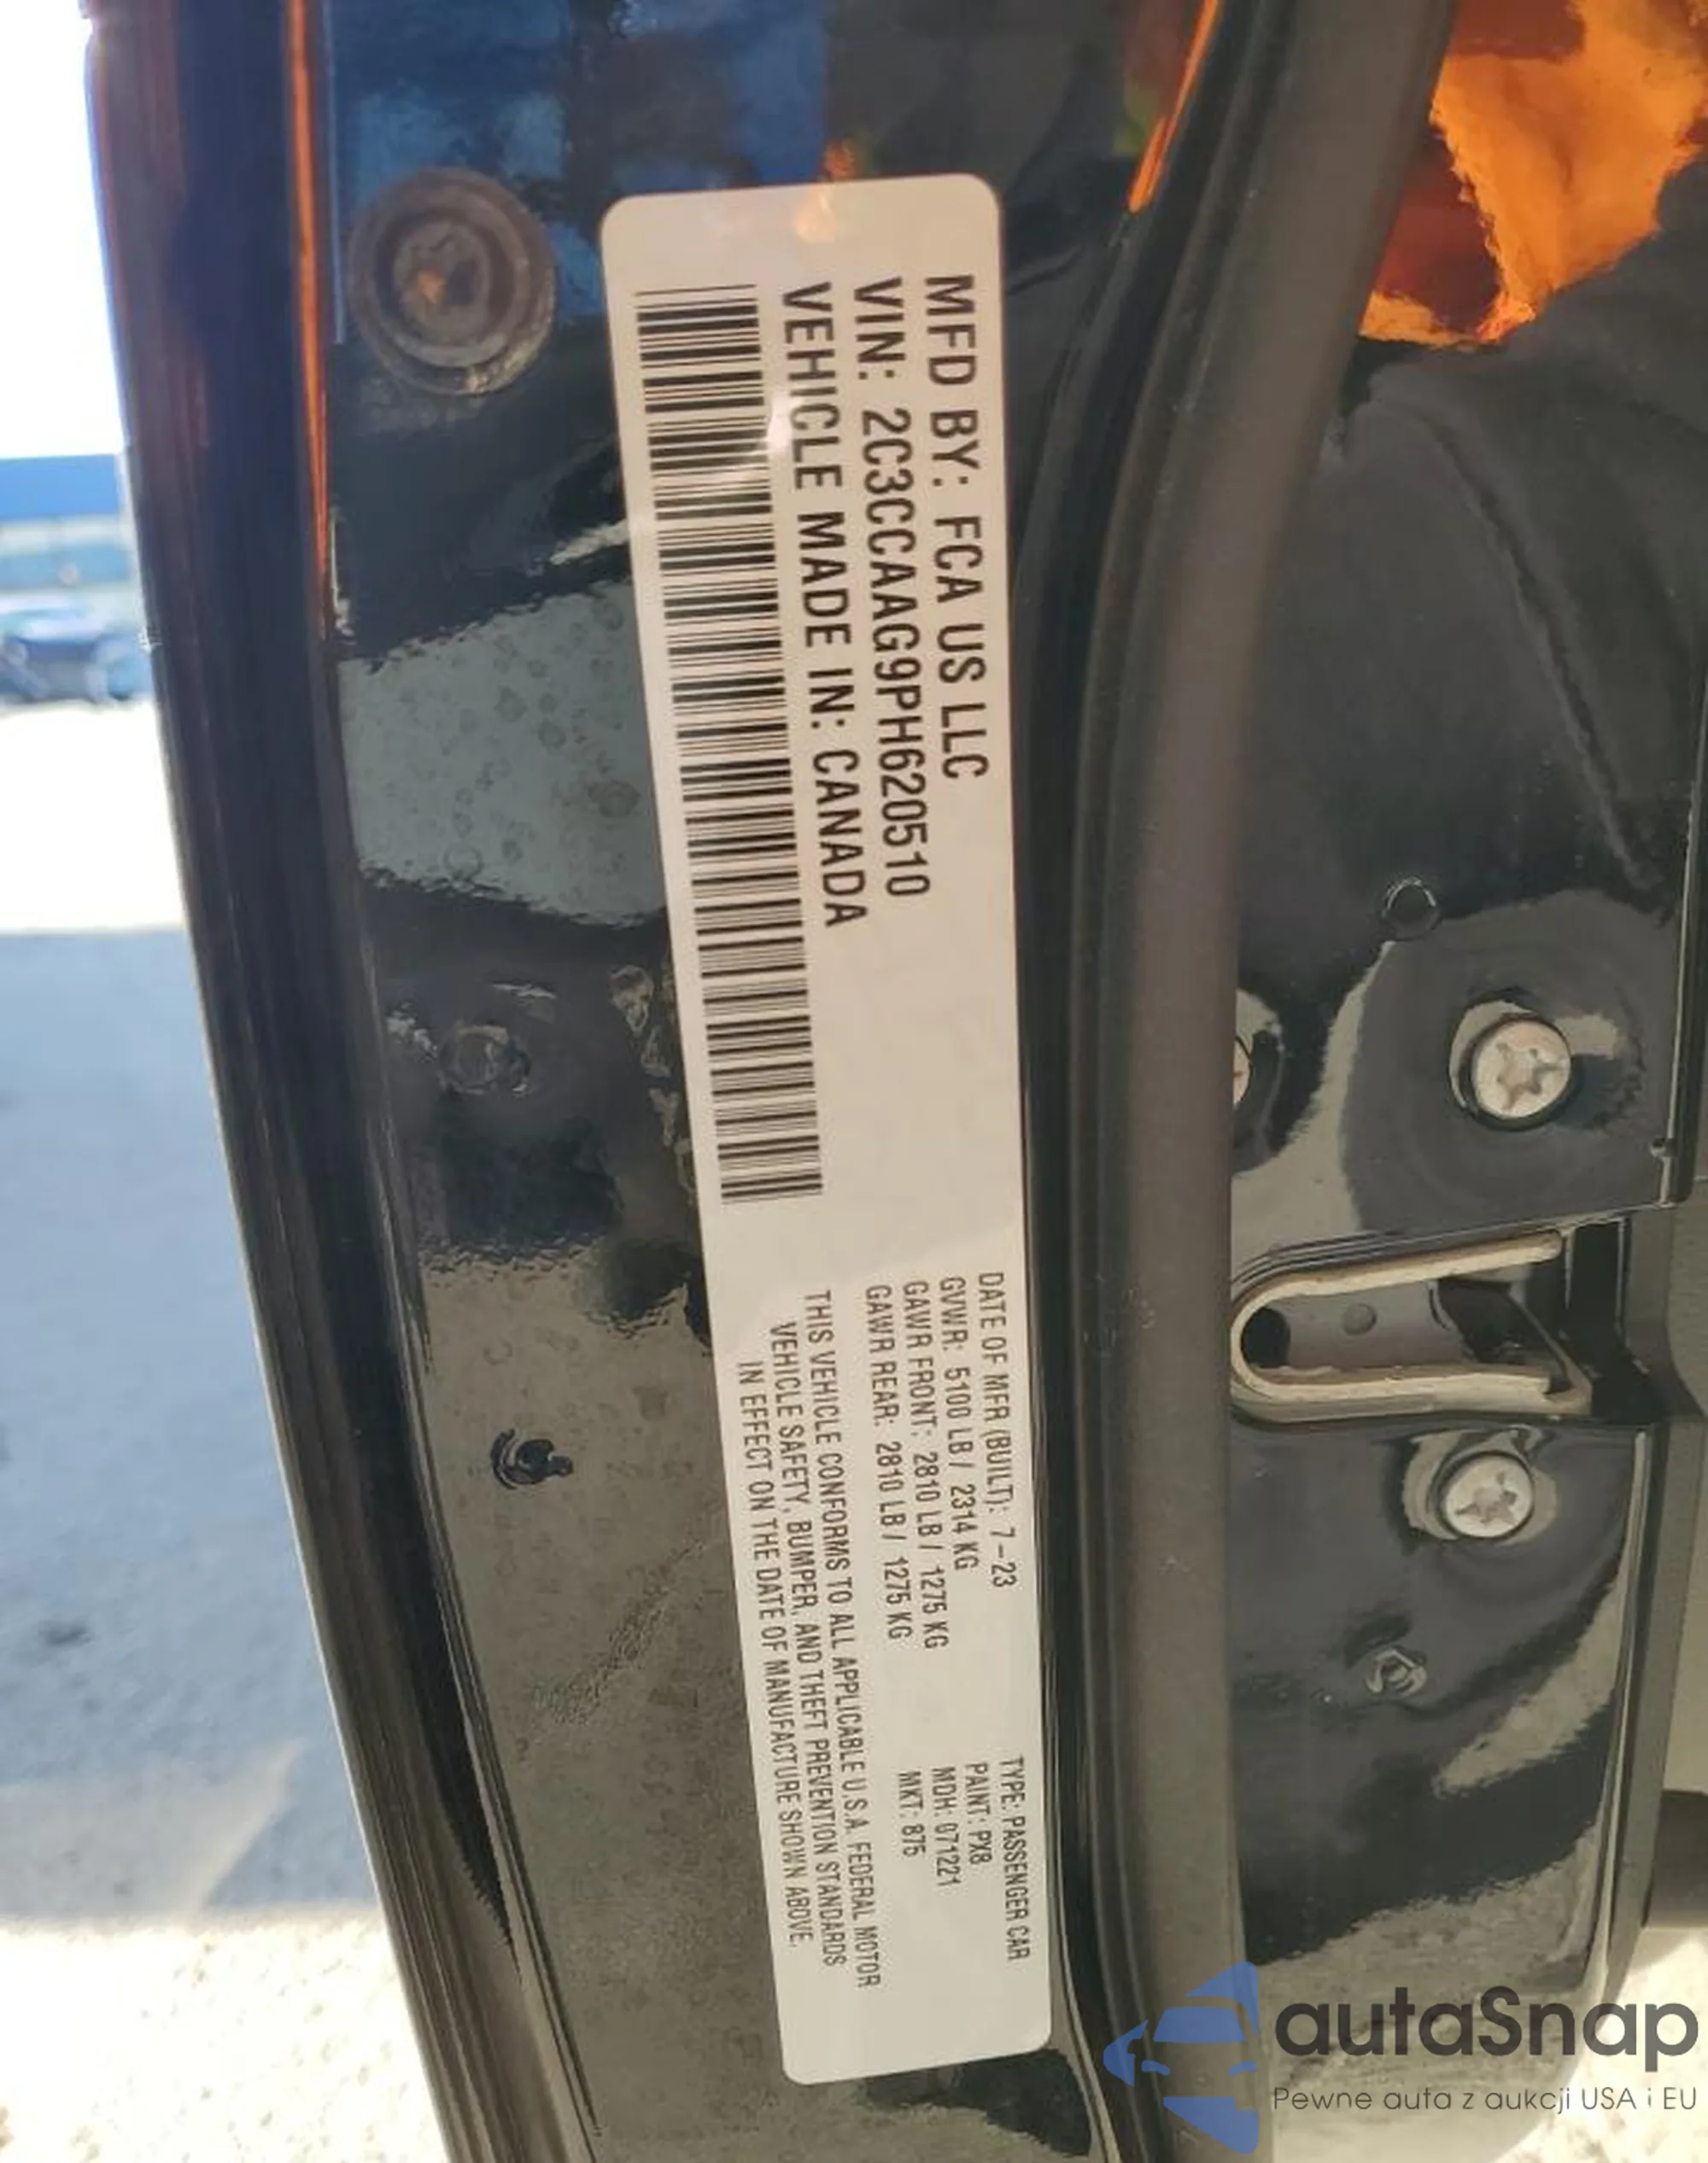 MFD BY: FCA US LLC
VIN: 2C3CCAAG9PH620510
VEHICLE MADE IN: CANADA
DATE OF MFR (BUILT): 7-23
GVWR: 5100 LB / 2314 KG
GAWR FRONT: 2810 LB / 1275 KG
GAWR REAR: 2810 LB / 1275 KG
TYPE: PASSENGER CAR
PAINT: PX8
MDH: 071221
MKT: 875
THIS VEHICLE CONFORMS TO ALL APPLICABLE U.S.A. FEDERAL MOTOR
VEHICLE SAFETY, BUMPER, AND THEFT PREVENTION STANDARDS
IN EFFECT ON THE DATE OF MANUFACTURE SHOWN ABOVE.
autaSnap
Pewne auta z aukcji USA i EU